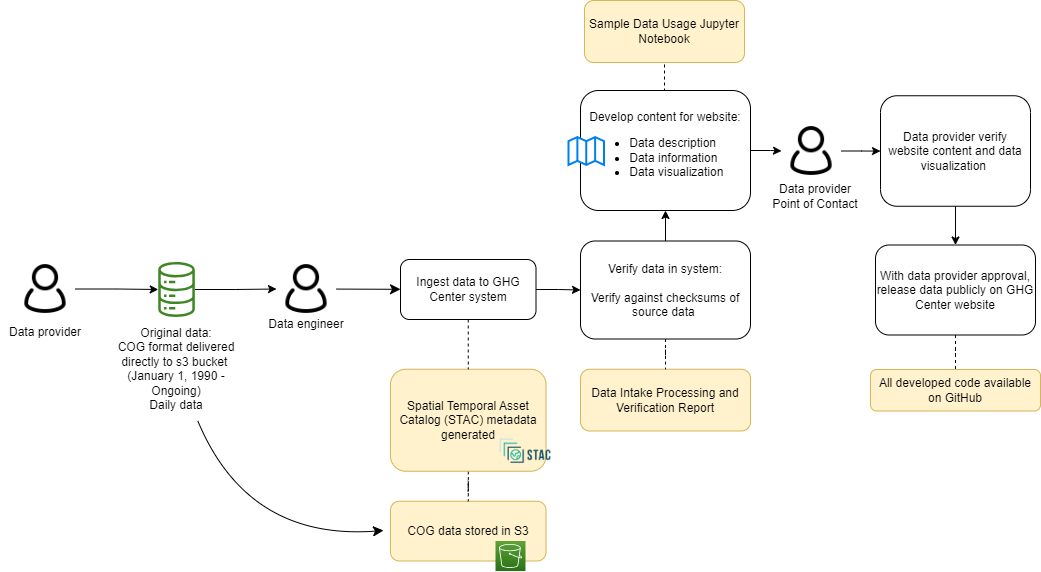 Sample Data Usage Jupyter
Notebook
Develop content for website:
• Data description
• Data information
• Data visualization
Data provider
Point of Contact
Data provider verify
website content and data
visualization
Data provider
Original data:
COG format delivered
directly to s3 bucket
(January 1, 1990 -
Ongoing)
Daily data
Data engineer
Ingest data to GHG
Center system
Verify data in system:
Verify against checksums of
source data
With data provider approval,
release data publicly on GHG
Center website
Spatial Temporal Asset
Catalog (STAC) metadata
generated
STAC
Data Intake Processing and
Verification Report
All developed code available
on GitHub
COG data stored in S3